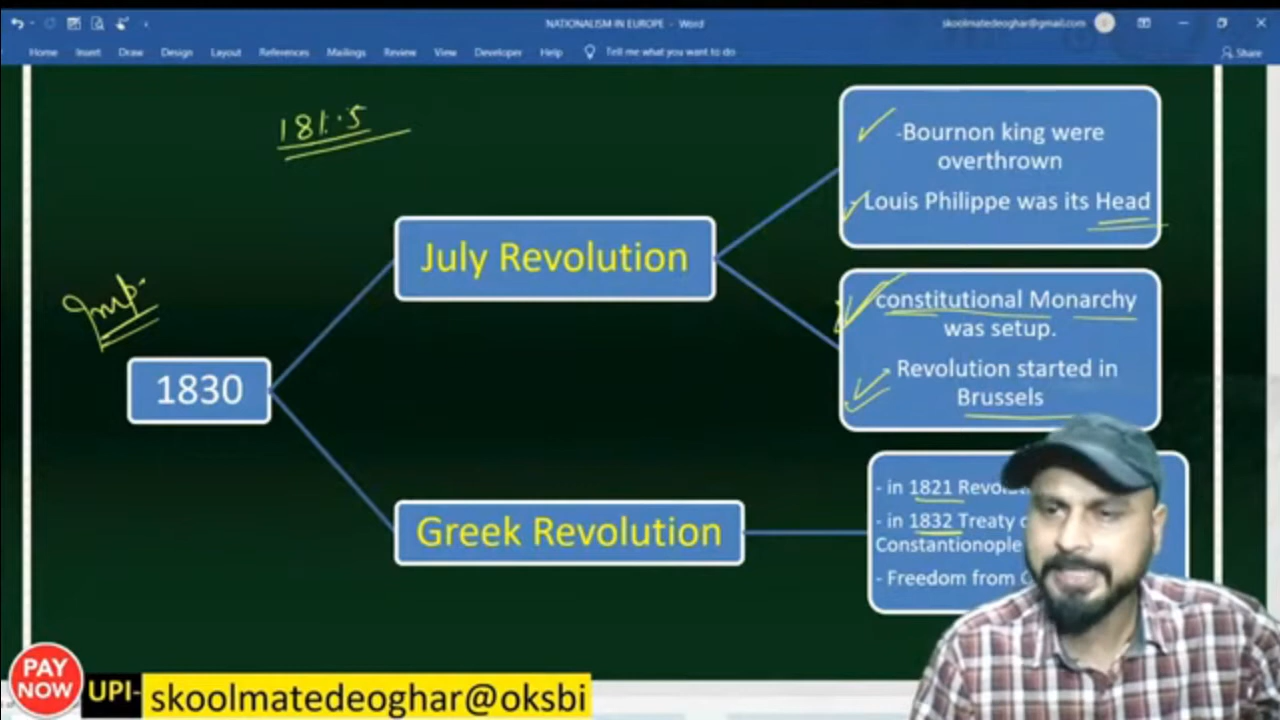 NATIONALISM IN EUROPE - Word
skoolmatedeoghar@gmail.com
Home Insert Draw Design Layout References Mailings Review View Developer Help Tell me what you want to do
Share
181.5
Imp.
1830
July Revolution
-Bournon king were
overthrown
- Louis Philippe was its Head
constitutional Monarchy
was setup.
Revolution started in
Brussels
Greek Revolution
- in 1821
- in 1832 Treaty
Constantionople
- Freedom from
PAY
NOW
UPI-
skoolmatedeoghar@oksbi